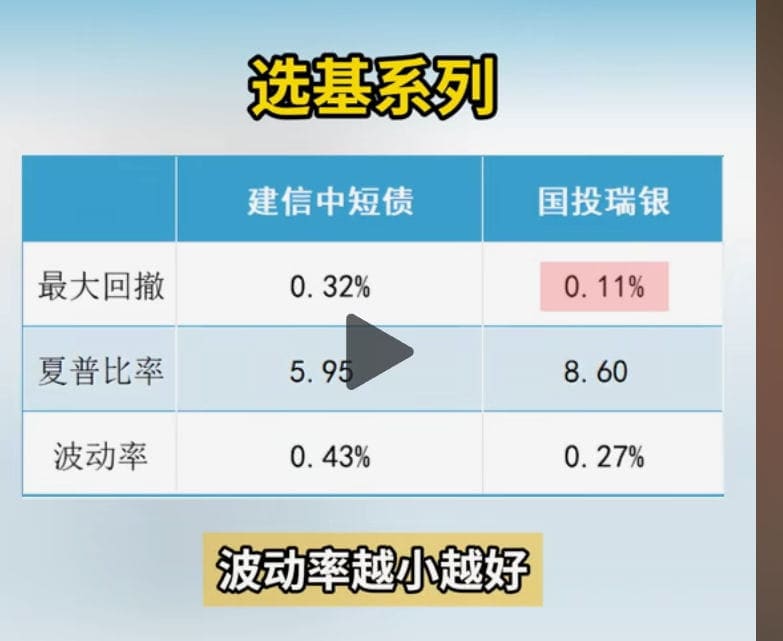 选基系列
建信中短债 国投瑞银
最大回撤 0.32% 0.11%
夏普比率 5.95 8.60
波动率 0.43% 0.27%
波动率越小越好